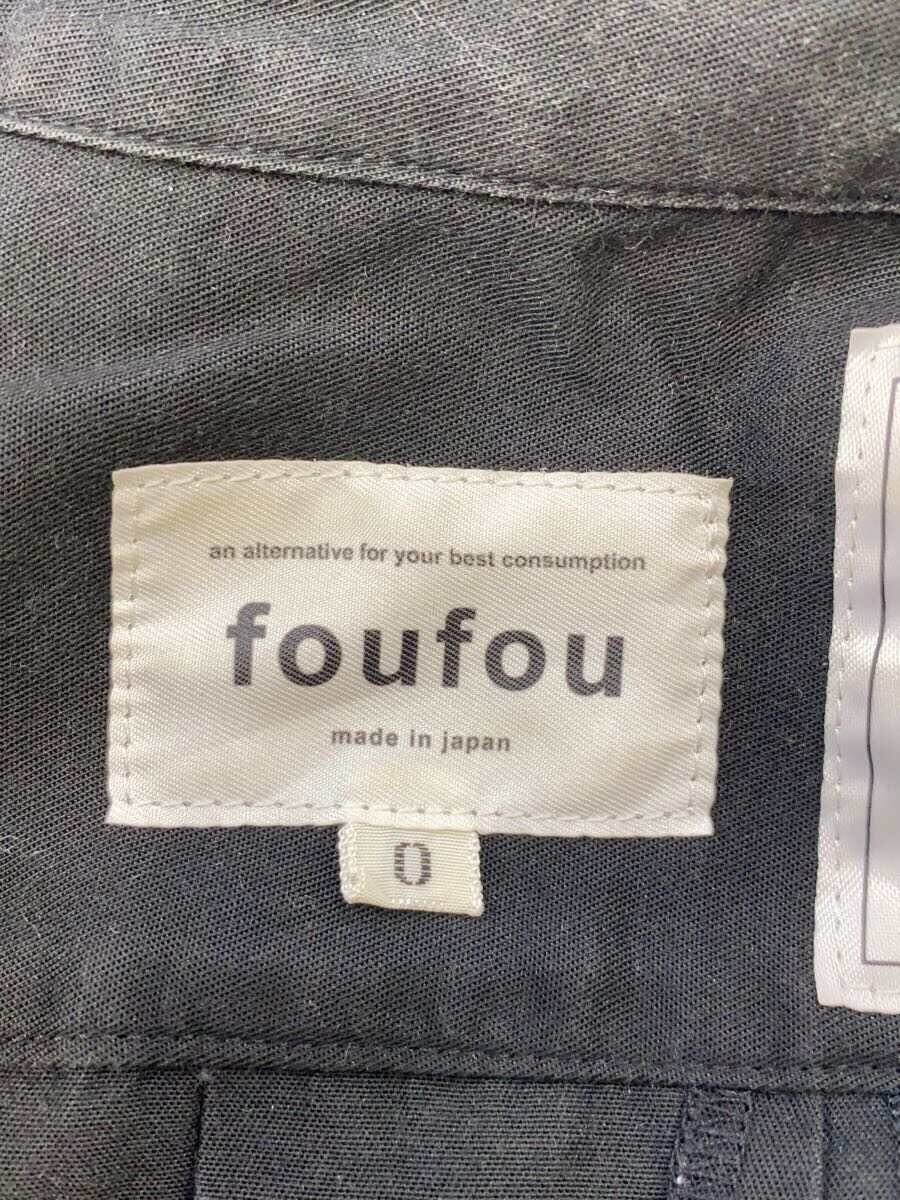 an alternative for your best consumption
foufou
made in japan
0